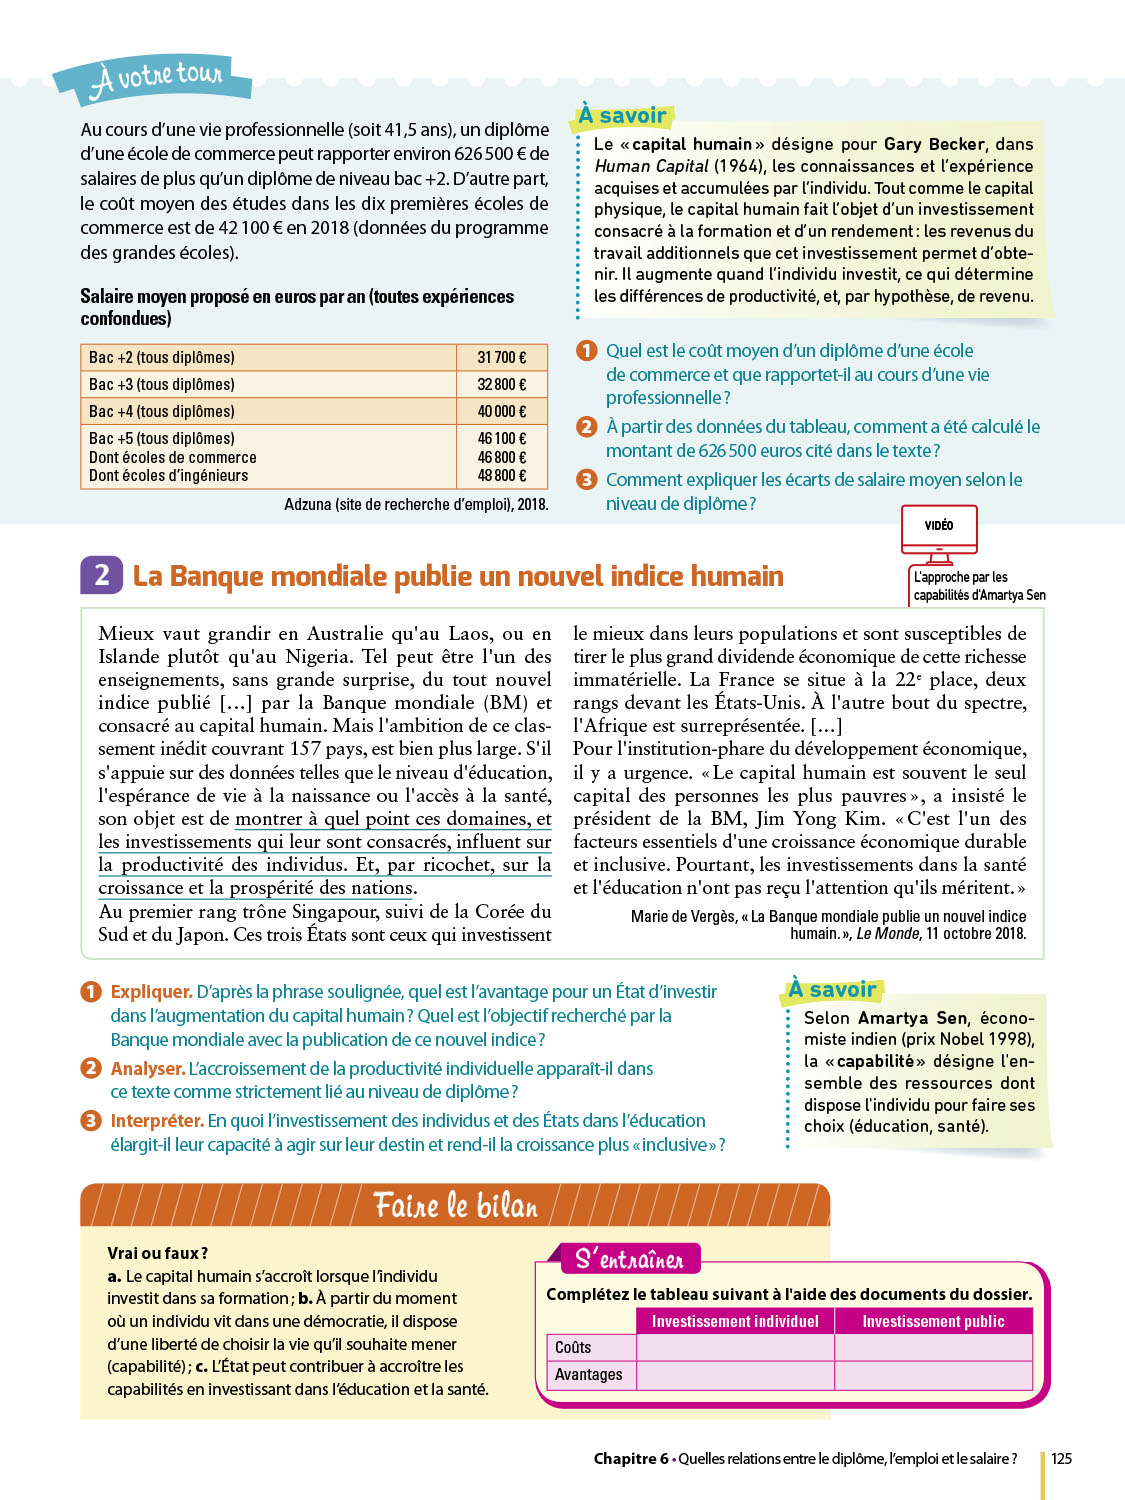 À votre tour
Au cours d'une vie professionnelle (soit 41,5 ans), un diplôme
d'une école de commerce peut rapporter environ 626 500 € de
salaires de plus qu'un diplôme de niveau bac +2. D'autre part,
le coût moyen des études dans les dix premières écoles de
commerce est de 42 100 € en 2018 (données du programme
des grandes écoles).
Salaire moyen proposé en euros par an (toutes expériences
confondues)
Bac +2 (tous diplômes) 31 700 €
Bac +3 (tous diplômes) 32 800 €
Bac +4 (tous diplômes) 40 000 €
Bac +5 (tous diplômes) 46 100 €
Dont écoles de commerce 46 800 €
Dont écoles d'ingénieurs 48 800 €
Adzuna (site de recherche d'emploi), 2018.
À savoir
Le « capital humain » désigne pour Gary Becker, dans
Human Capital (1964), les connaissances et l'expérience
acquises et accumulées par l'individu. Tout comme le capital
physique, le capital humain fait l'objet d'un investissement
consacré à la formation et d'un rendement : les revenus du
travail additionnels que cet investissement permet d'obte-
nir. Il augmente quand l'individu investit, ce qui détermine
les différences de productivité, et, par hypothèse, de revenu.
1 Quel est le coût moyen d'un diplôme d'une école
de commerce et que rapportet-il au cours d'une vie
professionnelle ?
2 À partir des données du tableau, comment a été calculé le
montant de 626 500 euros cité dans le texte ?
3 Comment expliquer les écarts de salaire moyen selon le
niveau de diplôme ?
VIDÉO
L'approche par les
capabilités d'Amartya Sen
2 La Banque mondiale publie un nouvel indice humain
Mieux vaut grandir en Australie qu'au Laos, ou en
Islande plutôt qu'au Nigeria. Tel peut être l'un des
enseignements, sans grande surprise, du tout nouvel
indice publié [...] par la Banque mondiale (BM) et
consacré au capital humain. Mais l'ambition de ce clas-
sement inédit couvrant 157 pays, est bien plus large. S'il
s'appuie sur des données telles que le niveau d'éducation,
l'espérance de vie à la naissance ou l'accès à la santé,
son objet est de montrer à quel point ces domaines, et
les investissements qui leur sont consacrés, influent sur
la productivité des individus. Et, par ricochet, sur la
croissance et la prospérité des nations.
Au premier rang trône Singapour, suivi de la Corée du
Sud et du Japon. Ces trois États sont ceux qui investissent
le mieux dans leurs populations et sont susceptibles de
tirer le plus grand dividende économique de cette richesse
immatérielle. La France se situe à la 22e place, deux
rangs devant les États-Unis. À l'autre bout du spectre,
l'Afrique est surreprésentée. [...]
Pour l'institution-phare du développement économique,
il y a urgence. « Le capital humain est souvent le seul
capital des personnes les plus pauvres », a insisté le
président de la BM, Jim Yong Kim. « C'est l'un des
facteurs essentiels d'une croissance économique durable
et inclusive. Pourtant, les investissements dans la santé
et l'éducation n'ont pas reçu l'attention qu'ils méritent. »
Marie de Vergès, « La Banque mondiale publie un nouvel indice
humain. », Le Monde, 11 octobre 2018.
1 Expliquer. D'après la phrase soulignée, quel est l'avantage pour un État d'investir
dans l'augmentation du capital humain ? Quel est l'objectif recherché par la
Banque mondiale avec la publication de ce nouvel indice ?
2 Analyser. L'accroissement de la productivité individuelle apparaît-il dans
ce texte comme strictement lié au niveau de diplôme ?
3 Interpréter. En quoi l'investissement des individus et des États dans l'éducation
élargit-il leur capacité à agir sur leur destin et rend-il la croissance plus « inclusive » ?
À savoir
Selon Amartya Sen, écono-
miste indien (prix Nobel 1998),
la « capabilité » désigne l'en-
semble des ressources dont
dispose l'individu pour faire ses
choix (éducation, santé).
Faire le bilan
Vrai ou faux ?
a. Le capital humain s'accroît lorsque l'individu
investit dans sa formation ; b. À partir du moment
où un individu vit dans une démocratie, il dispose
d'une liberté de choisir la vie qu'il souhaite mener
(capabilité) ; c. L'État peut contribuer à accroître les
capabilités en investissant dans l'éducation et la santé.
S'entraîner
Complétez le tableau suivant à l'aide des documents du dossier.
Investissement individuel Investissement public
Coûts
Avantages
Chapitre 6 • Quelles relations entre le diplôme, l'emploi et le salaire ? 125